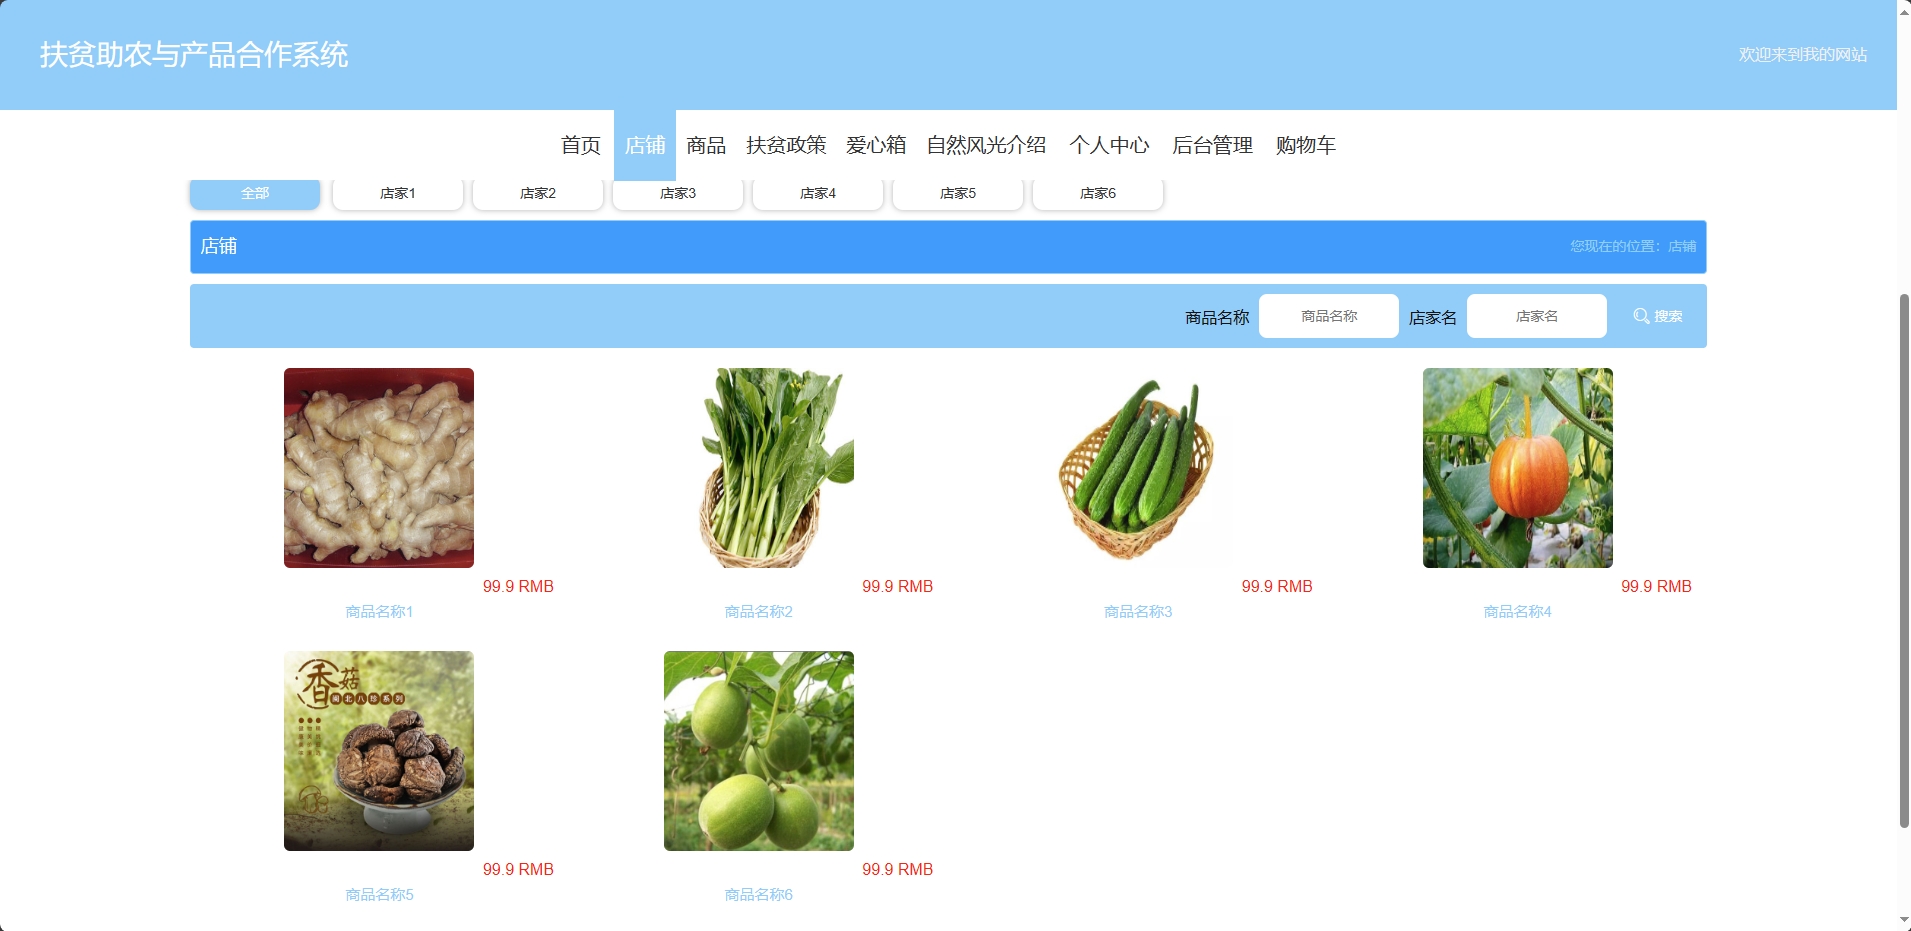 扶贫助农与产品合作系统
欢迎来到我的网站
首页 店铺 商品 扶贫政策 爱心箱 自然风光介绍 个人中心 后台管理 购物车
全部 店家1 店家2 店家3 店家4 店家5 店家6
店铺 您现在的位置：店铺
商品名称 商品名称 店家名 店家名 搜索
99.9 RMB 99.9 RMB 99.9 RMB 99.9 RMB
商品名称1 商品名称2 商品名称3 商品名称4
香菇
闽北八珍系列
99.9 RMB 99.9 RMB
商品名称5 商品名称6